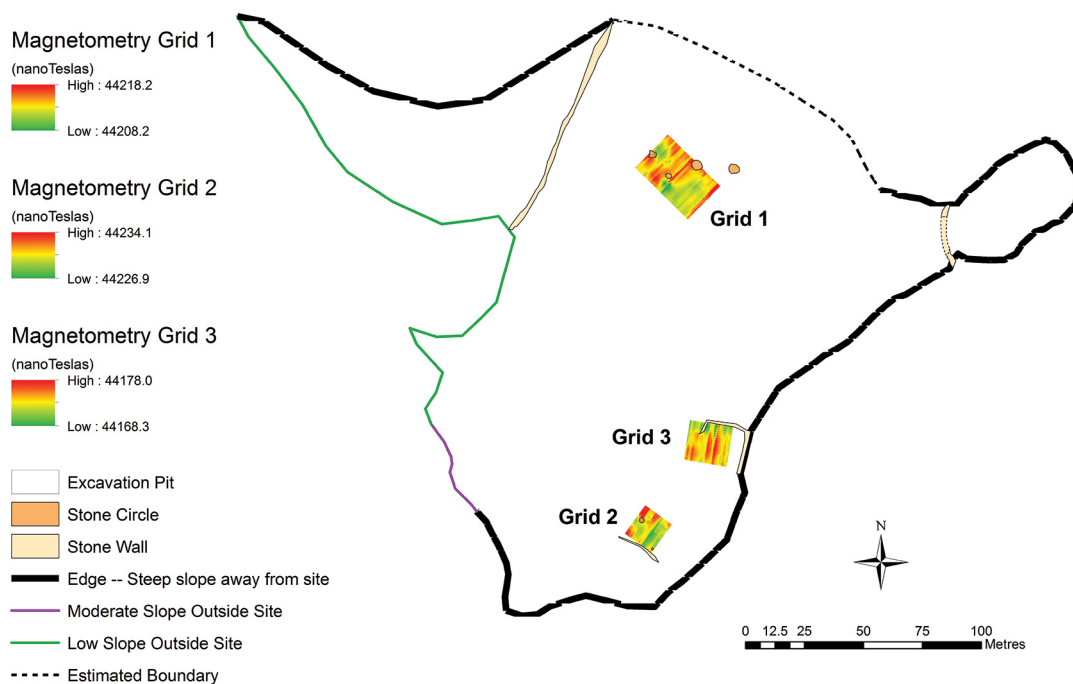 Magnetometry Grid 1
(nanoTeslas)
High : 44218.2
Low : 44208.2
Magnetometry Grid 2
(nanoTeslas)
High : 44234.1
Low : 44226.9
Magnetometry Grid 3
(nanoTeslas)
High : 44178.0
Low : 44168.3
Excavation Pit
Stone Circle
Stone Wall
Edge -- Steep slope away from site
Moderate Slope Outside Site
Low Slope Outside Site
Estimated Boundary
Grid 1
Grid 3
Grid 2
N
0 12.5 25 50 75 100
Metres